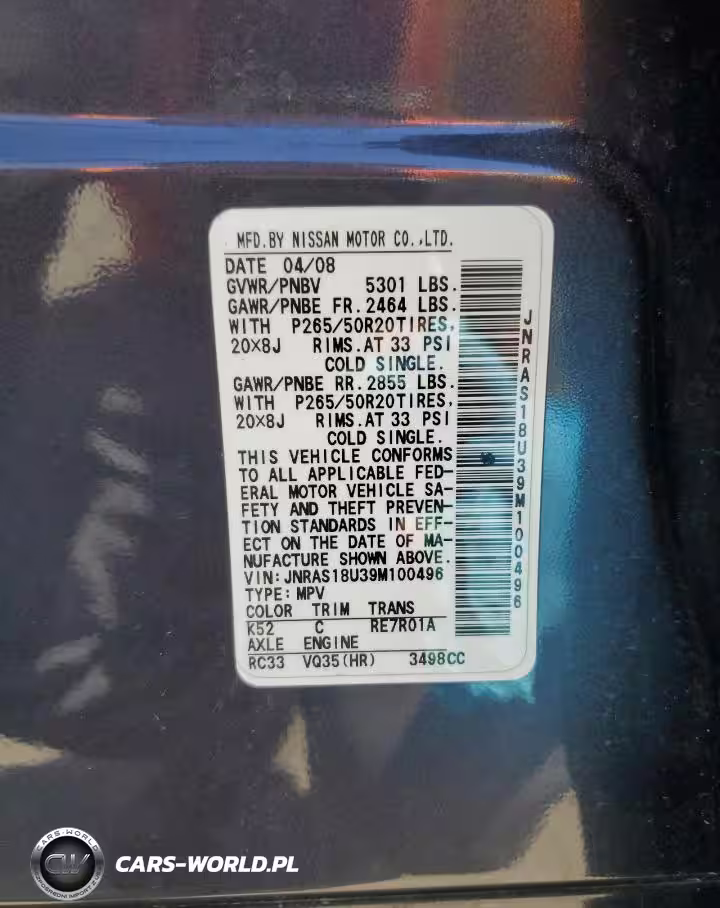 MFD.BY NISSAN MOTOR CO.,LTD.
DATE 04/08
GVWR/PNBV 5301 LBS.
GAWR/PNBE FR.2464 LBS.
WITH P265/50R20TIRES,
20×8J RIMS.AT 33 PSI
COLD SINGLE.
GAWR/PNBE RR.2855 LBS.
WITH P265/50R20TIRES,
20×8J RIMS.AT 33 PSI
COLD SINGLE.
THIS VEHICLE CONFORMS
TO ALL APPLICABLE FED-
ERAL MOTOR VEHICLE SA-
FETY AND THEFT PREVEN-
TION STANDARDS IN EFF-
ECT ON THE DATE OF MA-
NUFACTURE SHOWN ABOVE.
VIN:JNRAS18U39M100496
TYPE:MPV
COLOR TRIM TRANS
K52 C RE7R01A
AXLE ENGINE
RC33 VQ35(HR) 3498CC
JNRAS18U39M100496
CARS-WORLD
CW
CARS-WORLD.PL